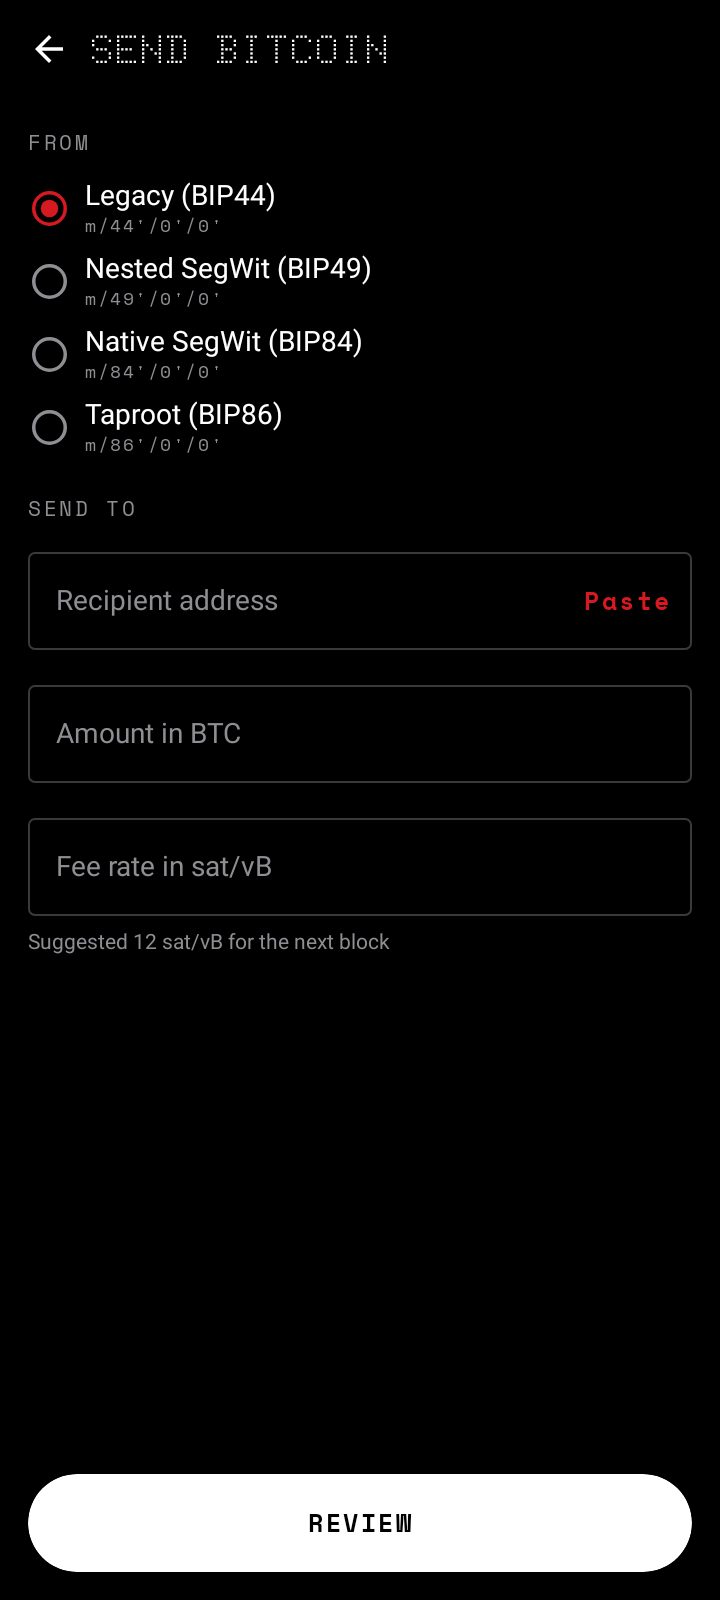 SEND BITCOIN
FROM
Legacy (BIP44)
m/44'/0'/0'
Nested SegWit (BIP49)
m/49'/0'/0'
Native SegWit (BIP84)
m/84'/0'/0'
Taproot (BIP86)
m/86'/0'/0'
SEND TO
Recipient address Paste
Amount in BTC
Fee rate in sat/vB
Suggested 12 sat/vB for the next block
REVIEW